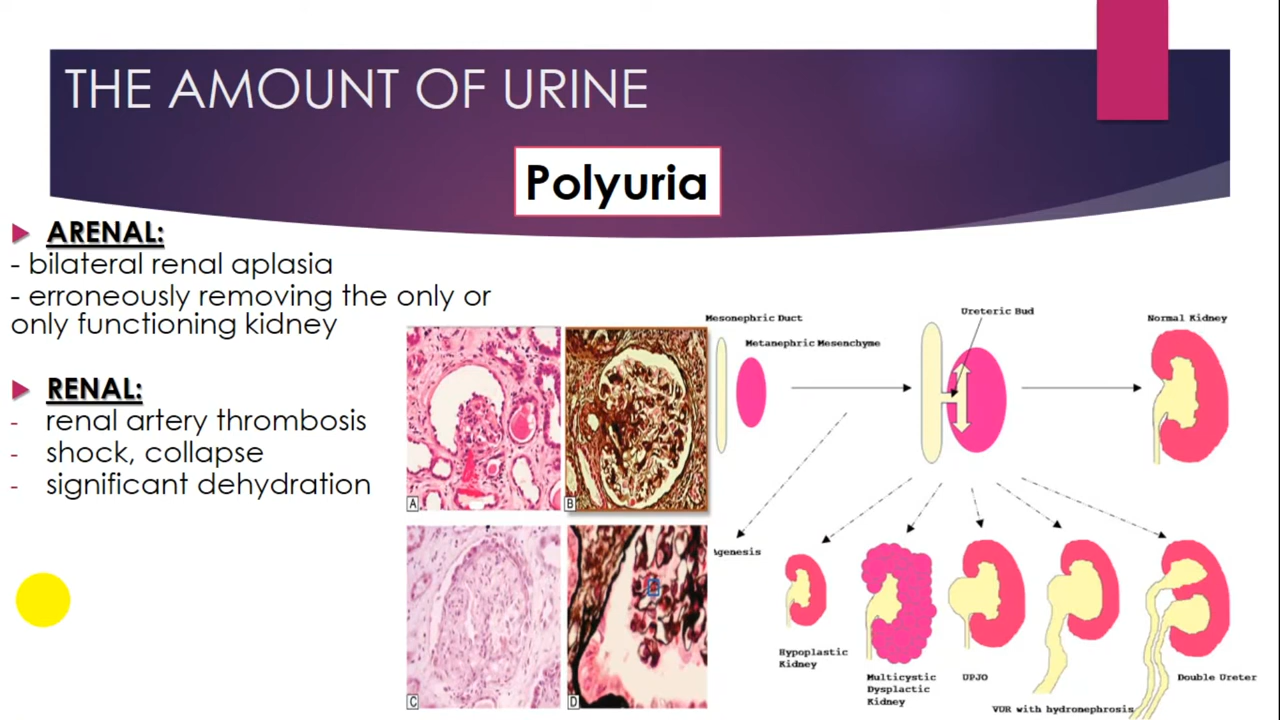 THE AMOUNT OF URINE
Polyuria
ARENAL:
- bilateral renal aplasia
- erroneously removing the only or
only functioning kidney
RENAL:
- renal artery thrombosis
- shock, collapse
- significant dehydration
A
B
C
D
Mesonephric Duct
Metanephric Mesenchyme
Ureteric Bud
Normal Kidney
Agenesis
Hypoplastic
Kidney
Multicystic
Dysplactic
Kidney
UPJO
VUR with hydronephrosis
Double Ureter